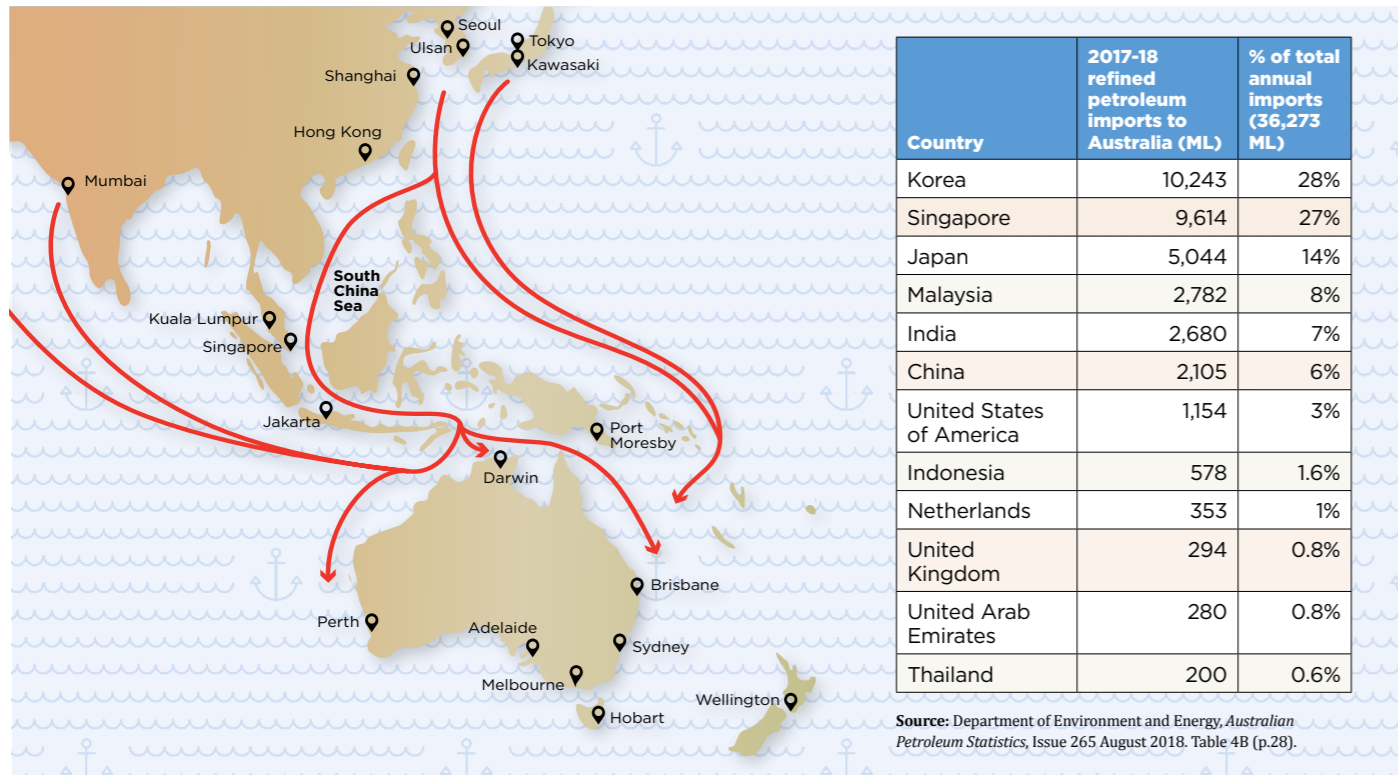 Seoul
Ulsan
Tokyo
Kawasaki
Shanghai
Hong Kong
Mumbai
South
China
Sea
Kuala Lumpur
Singapore
Jakarta
Port
Moresby
Darwin
Brisbane
Perth
Adelaide
Sydney
Melbourne
Wellington
Hobart
Country
2017-18
refined
petroleum
imports to
Australia (ML)
% of total
annual
imports
(36,273
ML)
Korea 10,243 28%
Singapore 9,614 27%
Japan 5,044 14%
Malaysia 2,782 8%
India 2,680 7%
China 2,105 6%
United States
of America 1,154 3%
Indonesia 578 1.6%
Netherlands 353 1%
United
Kingdom 294 0.8%
United Arab
Emirates 280 0.8%
Thailand 200 0.6%
Source: Department of Environment and Energy, Australian
Petroleum Statistics, Issue 265 August 2018. Table 4B (p.28).